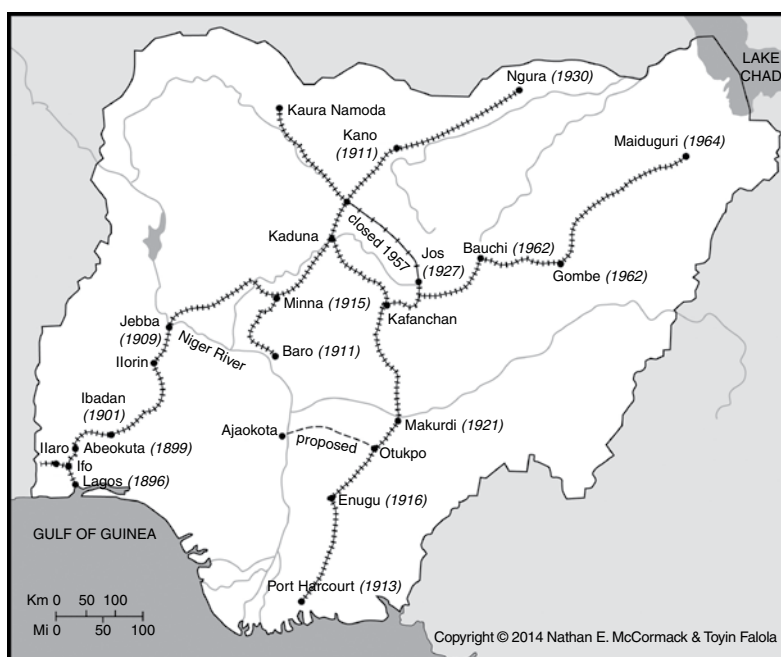 LAKE
CHAD
Ngura (1930)
Kaura Namoda
Kano
(1911)
Maiduguri (1964)
closed 1957
Kaduna
Jos
(1927)
Bauchi (1962)
Gombe (1962)
Minna (1915)
Kafanchan
Jebba
(1909)
Niger River
Ilorin
Baro (1911)
Ibadan
(1901)
Ajaokota
proposed
Makurdi (1921)
Otukpo
Ilaro
Abeokuta (1899)
Ifo
Lagos (1896)
Enugu (1916)
GULF OF GUINEA
Port Harcourt (1913)
Km 0 50 100
Mi 0 50 100
Copyright © 2014 Nathan E. McCormack & Toyin Falola